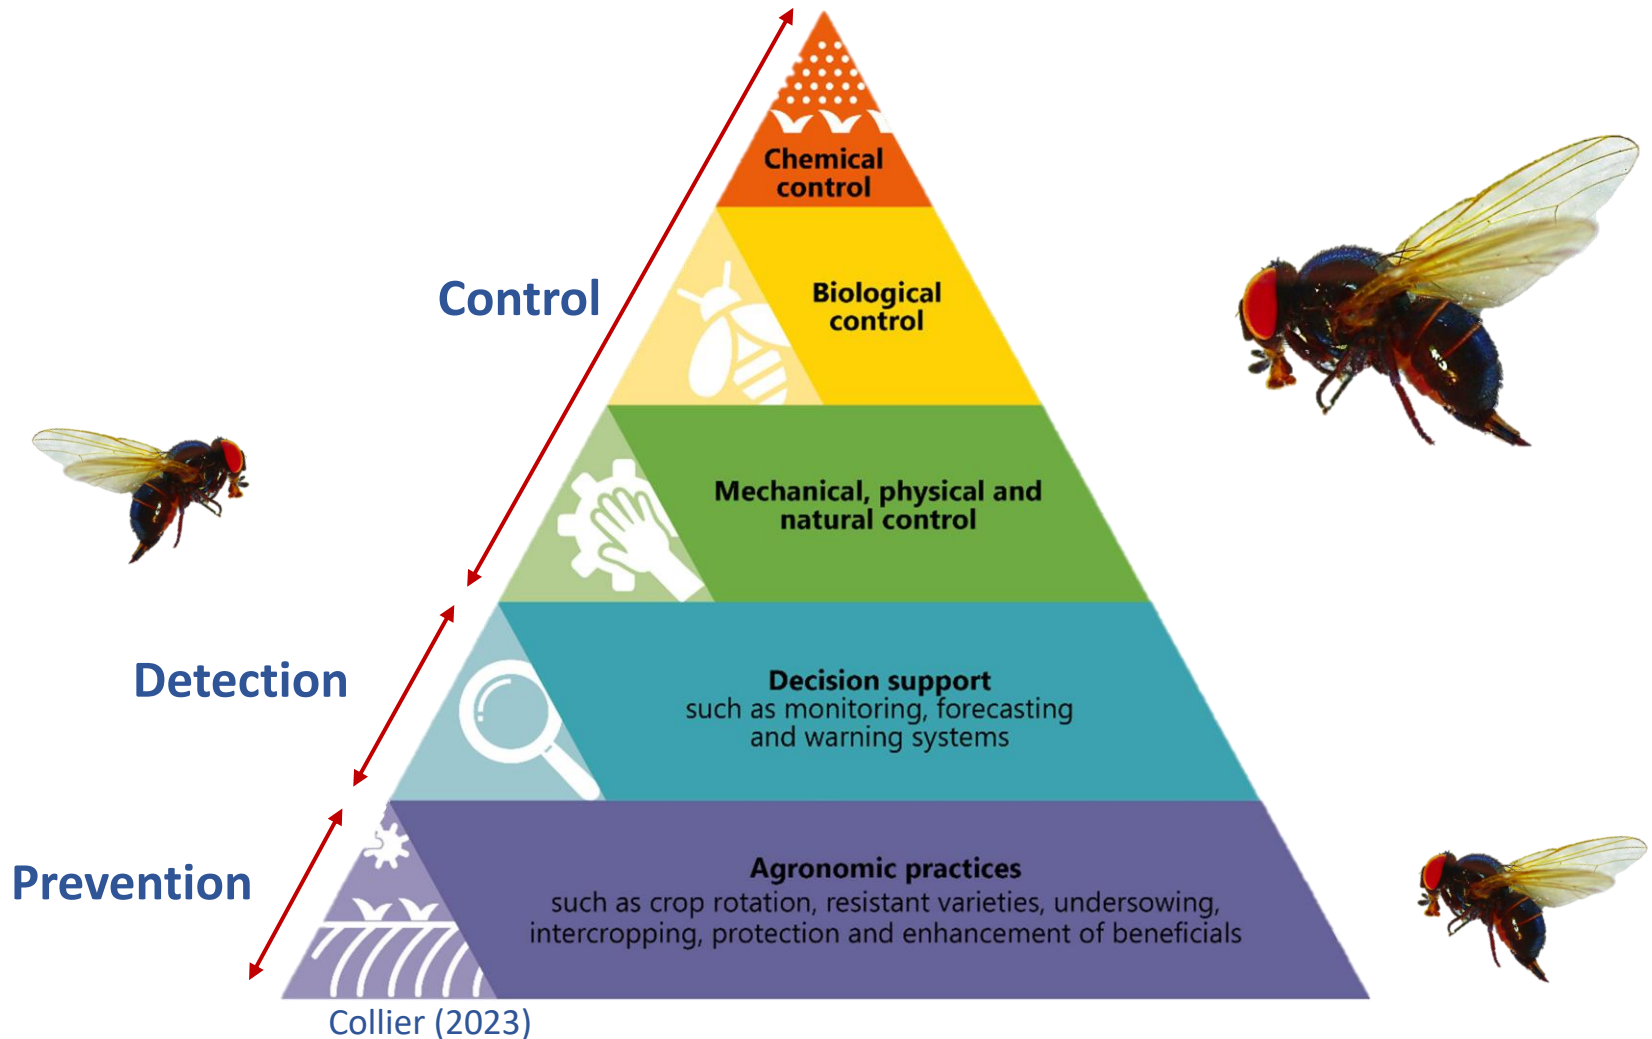 Chemical
control
Control
Biological
control
Mechanical, physical and
natural control
Detection
Decision support
such as monitoring, forecasting
and warning systems
Prevention
Agronomic practices
such as crop rotation, resistant varieties, undersowing,
intercropping, protection and enhancement of beneficials
Collier (2023)